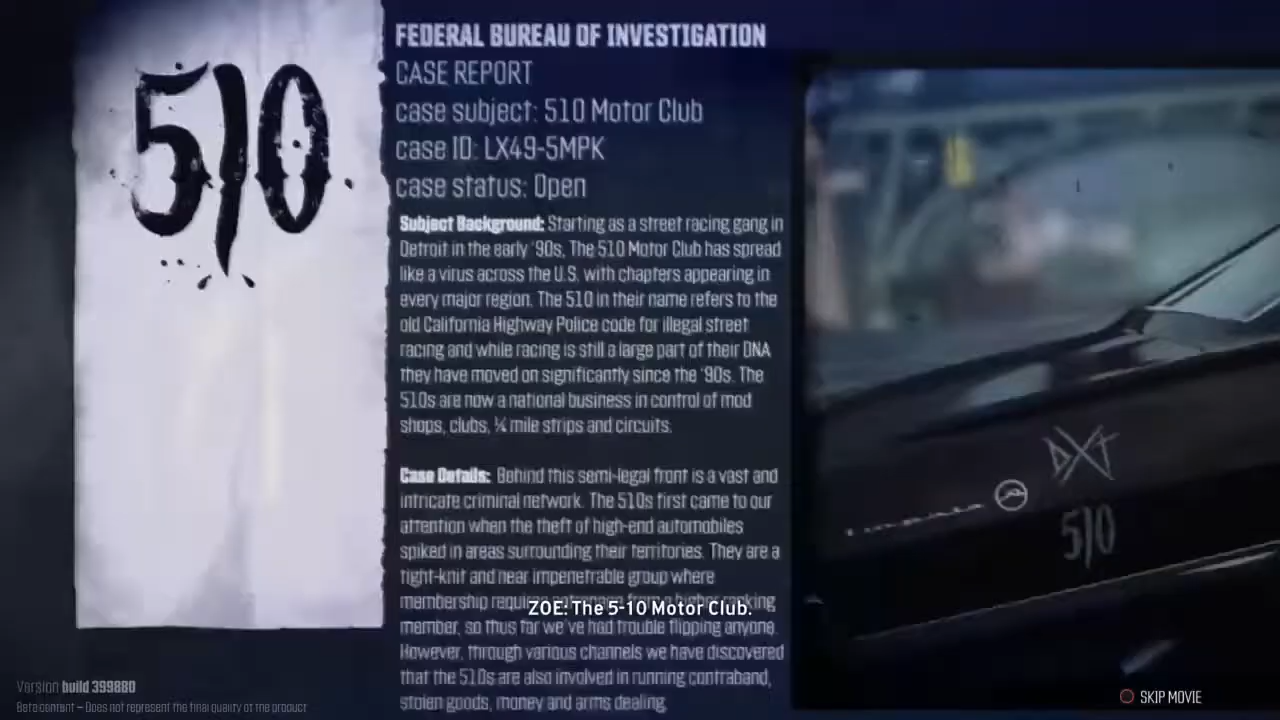 510
FEDERAL BUREAU OF INVESTIGATION
CASE REPORT
case subject: 510 Motor Club
case ID: LX49-5MPK
case status: Open
Subject Background: Starting as a street racing gang in
Detroit in the early '90s, The 510 Motor Club has spread
like a virus across the U.S. with chapters appearing in
every major region. The 510 in their name refers to the
old California Highway Police code for illegal street
racing and while racing is still a large part of their DNA
they have moved on significantly since the '90s. The
510s are now a national business in control of mod
shops, clubs, ¼ mile strips and circuits.
Case Details: Behind this semi-legal front is a vast and
intricate criminal network. The 510s first came to our
attention when the theft of high-end automobiles
spiked in areas surrounding their territories. They are a
tight-knit and near impenetrable group where
membership requires from a higher ranking
member, so thus far we've had trouble flipping anyone.
However, through various channels we have discovered
that the 510s are also involved in running contraband,
stolen goods, money and arms dealing.
ZOE: The 5-10 Motor Club.
Impala
DXT
510
Version build 399880
Beta content – Does not represent the final quality of the product
SKIP MOVIE